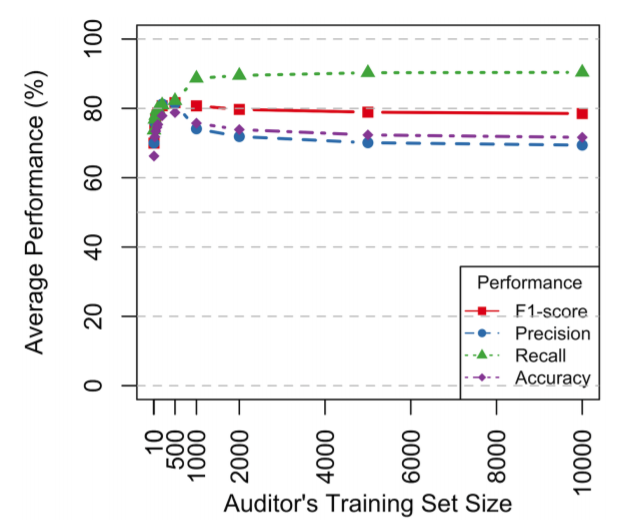 Average Performance (%)
100
80
60
40
20
0
Performance
F1-score
Precision
Recall
Accuracy
10
500
1000
2000
4000
6000
8000
10000
Auditor's Training Set Size